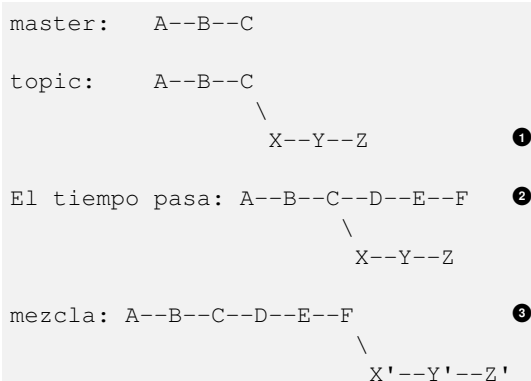 master:   A--B--C
topic:    A--B--C
\
X--Y--Z ❶
El tiempo pasa: A--B--C--D--E--F ❷
\
X--Y--Z
mezcla: A--B--C--D--E--F ❸
\
X'--Y'--Z'